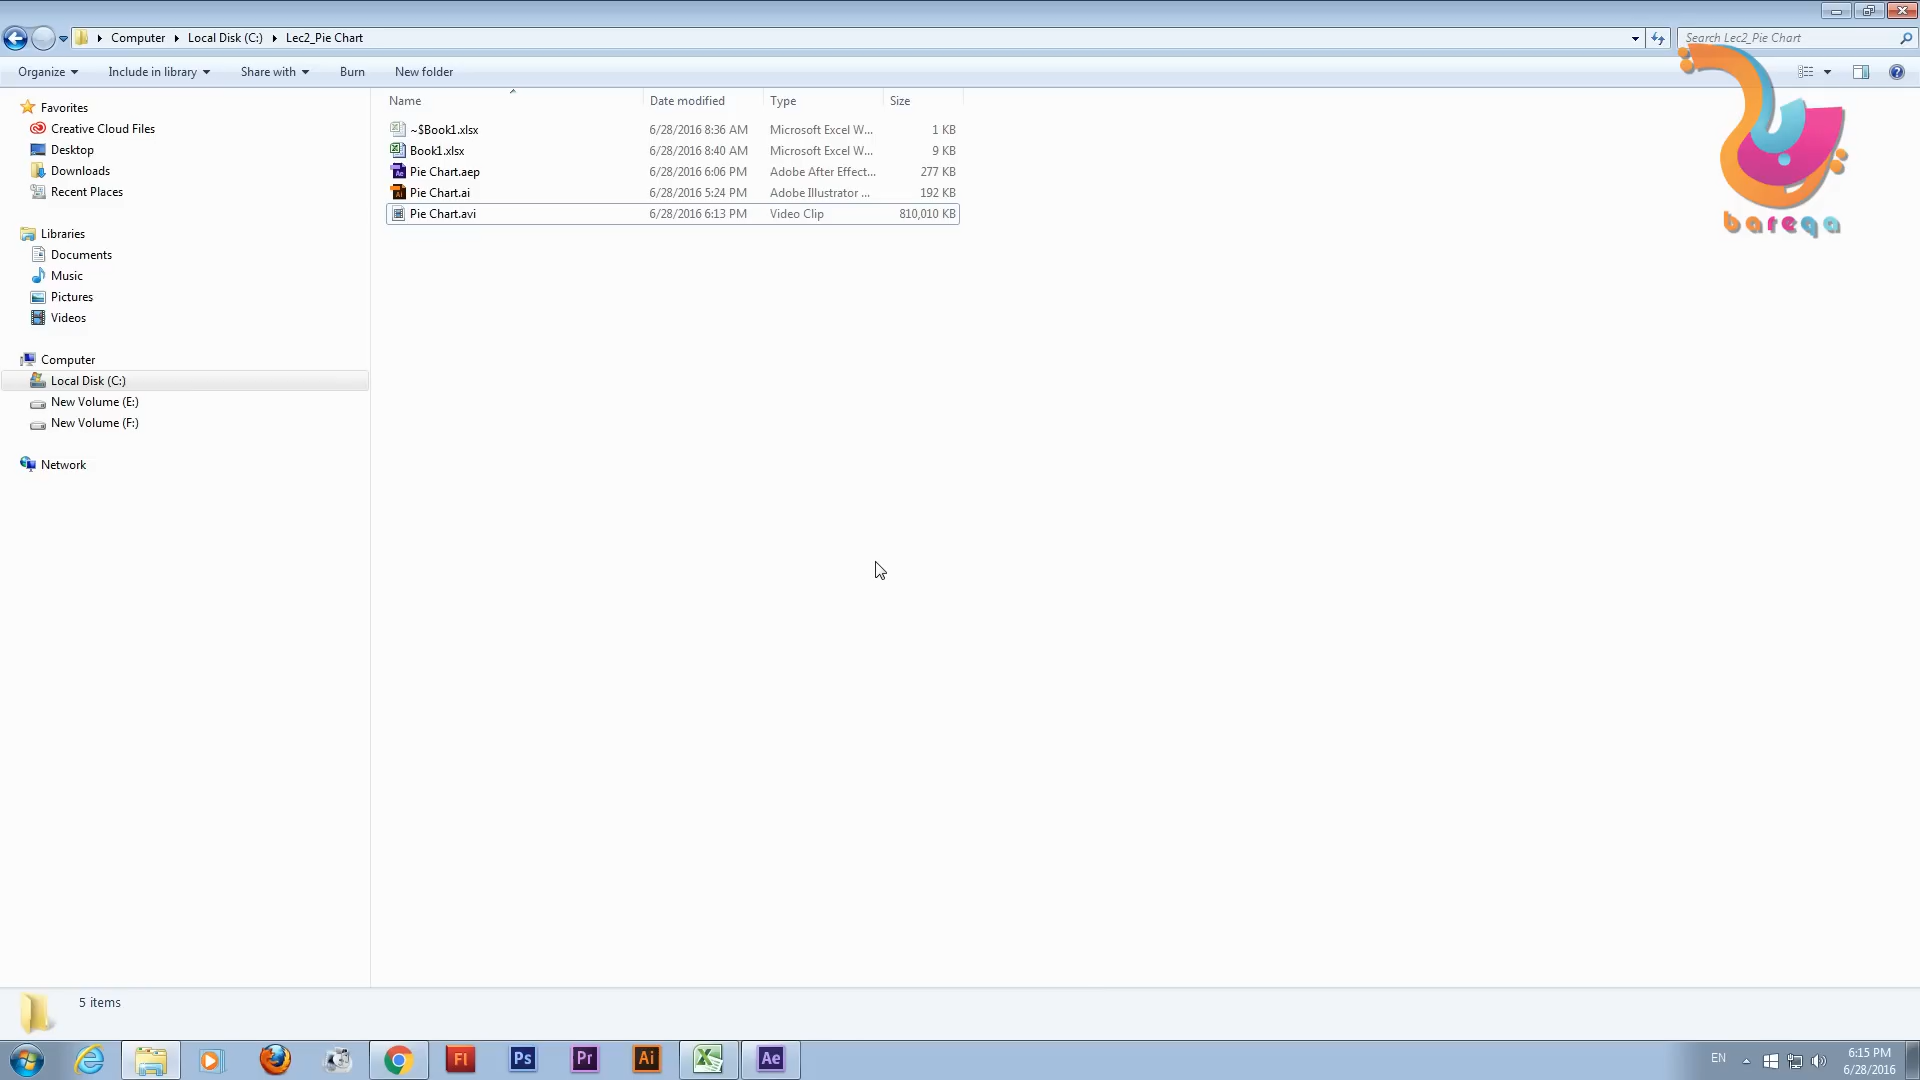 Computer Local Disk (C:) Lec2_Pie Chart Search Lec2_Pie Chart
Organize Include in library Share with Burn New folder
bareqa
Favorites
Creative Cloud Files
Desktop
Downloads
Recent Places
Libraries
Documents
Music
Pictures
Videos
Computer
Local Disk (C:)
New Volume (E:)
New Volume (F:)
Network
Name Date modified Type Size
~$Book1.xlsx 6/28/2016 8:36 AM Microsoft Excel W... 1 KB
Book1.xlsx 6/28/2016 8:40 AM Microsoft Excel W... 9 KB
Pie Chart.aep 6/28/2016 6:06 PM Adobe After Effect... 277 KB
Pie Chart.ai 6/28/2016 5:24 PM Adobe Illustrator ... 192 KB
Pie Chart.avi 6/28/2016 6:13 PM Video Clip 810,010 KB
5 items
Fl Ps Pr Ai Ae
EN 6:15 PM
6/28/2016